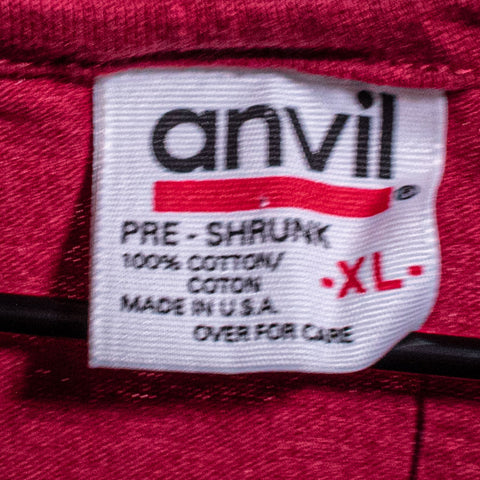 anvil®
PRE - SHRUNK
100% COTTON/
COTON
·XL·
MADE IN U.S.A.
OVER FOR CARE